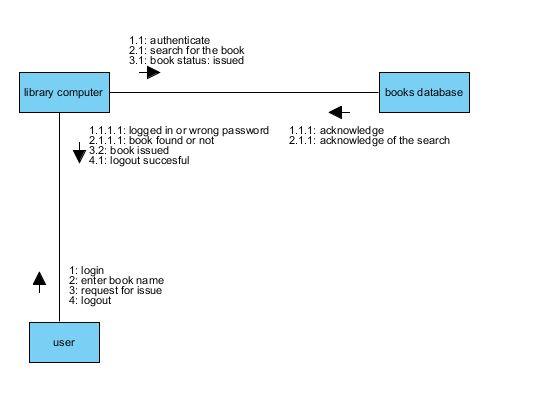 1.1: authenticate
2.1: search for the book
3.1: book status: issued
library computer
books database
1.1.1.1: logged in or wrong password
2.1.1.1: book found or not
3.2: book issued
4.1: logout succesful
1.1.1: acknowledge
2.1.1: acknowledge of the search
1: login
2: enter book name
3: request for issue
4: logout
user